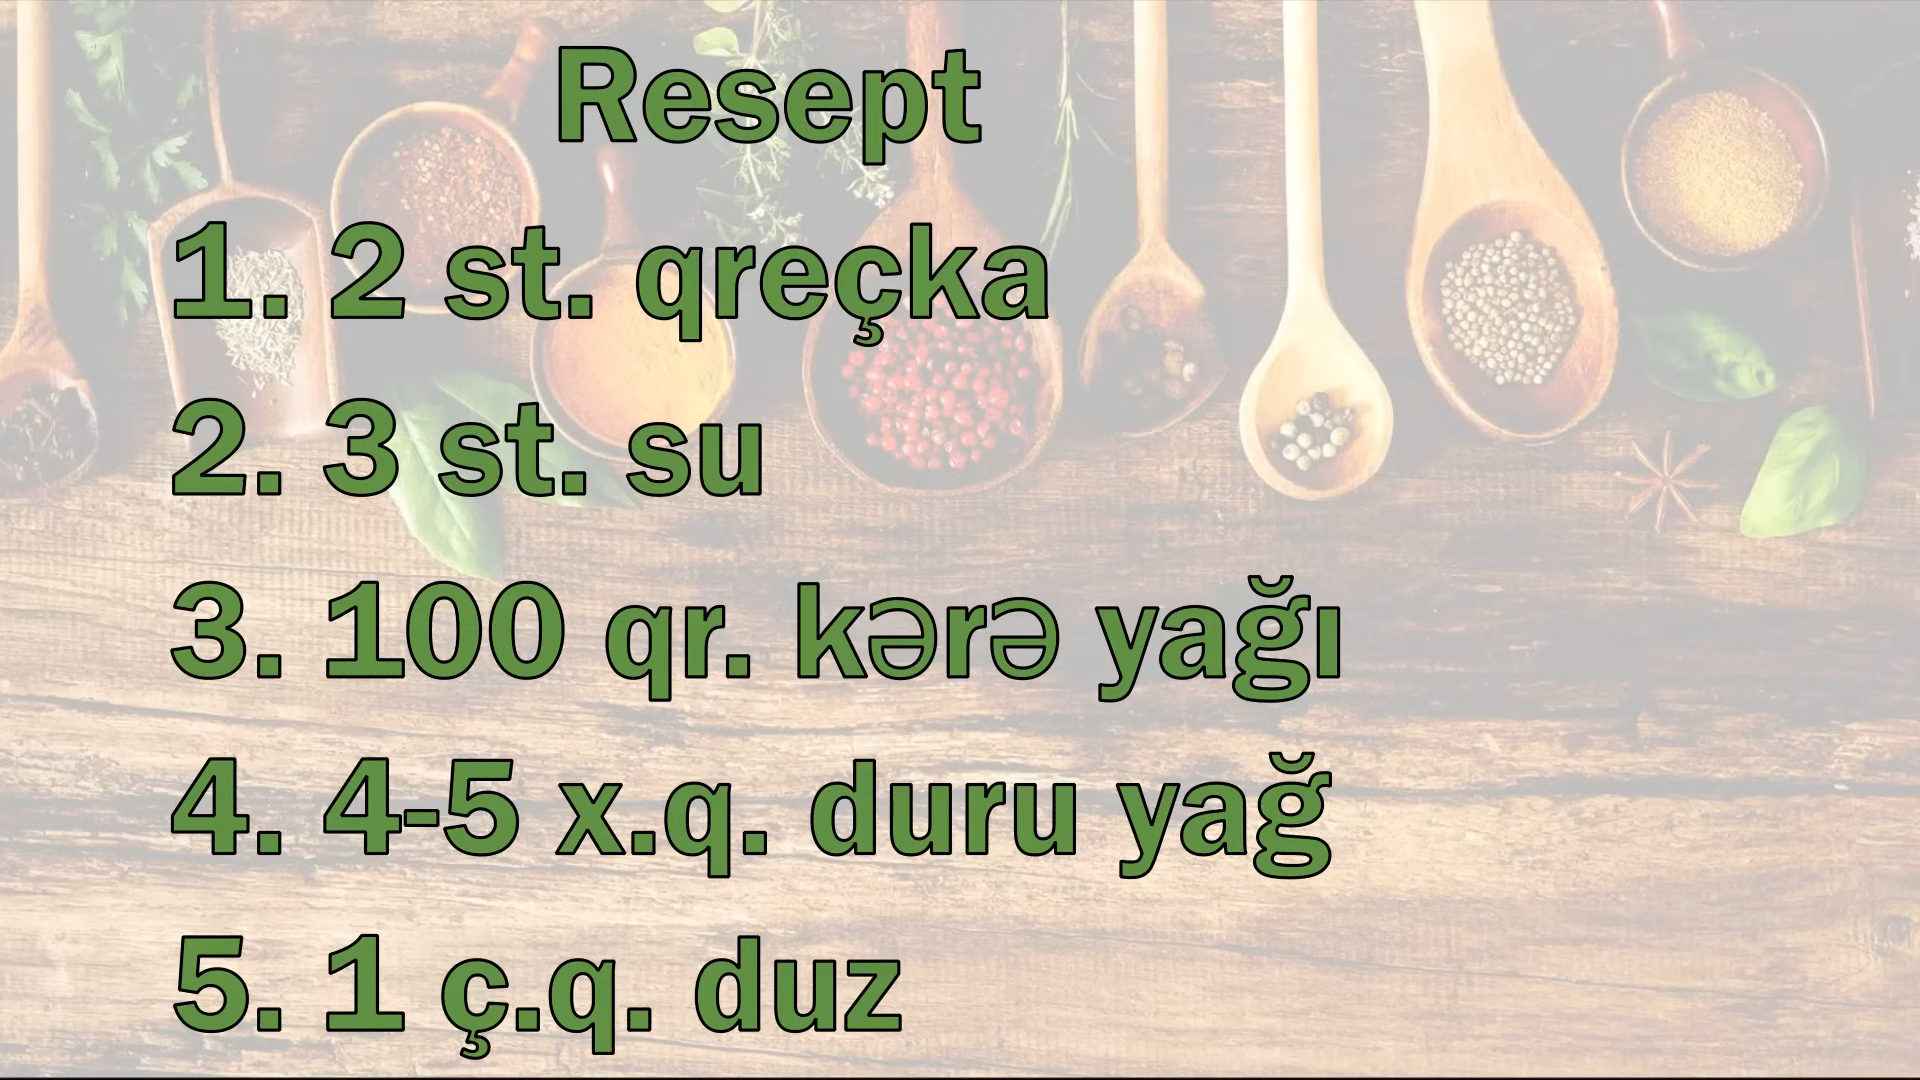 Resept
1. 2 st. qreçka
2. 3 st. su
3. 100 qr. kərə yağı
4. 4-5 x.q. duru yağ
5. 1 ç.q. duz